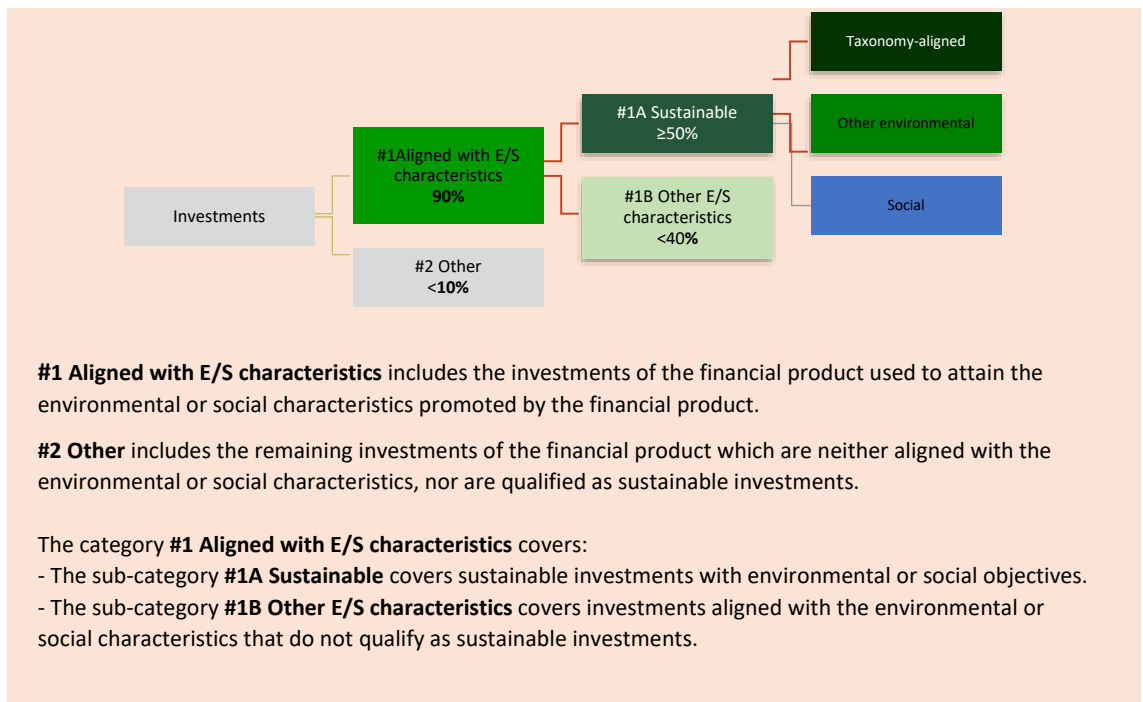 Taxonomy-aligned
#1A Sustainable
≥50%
Other environmental
#1Aligned with E/S
characteristics
90%
#1B Other E/S
characteristics
<40%
Investments
Social
#2 Other
<10%
#1 Aligned with E/S characteristics includes the investments of the financial product used to attain the
environmental or social characteristics promoted by the financial product.
#2 Other includes the remaining investments of the financial product which are neither aligned with the
environmental or social characteristics, nor are qualified as sustainable investments.
The category #1 Aligned with E/S characteristics covers:
- The sub-category #1A Sustainable covers sustainable investments with environmental or social objectives.
- The sub-category #1B Other E/S characteristics covers investments aligned with the environmental or
social characteristics that do not qualify as sustainable investments.